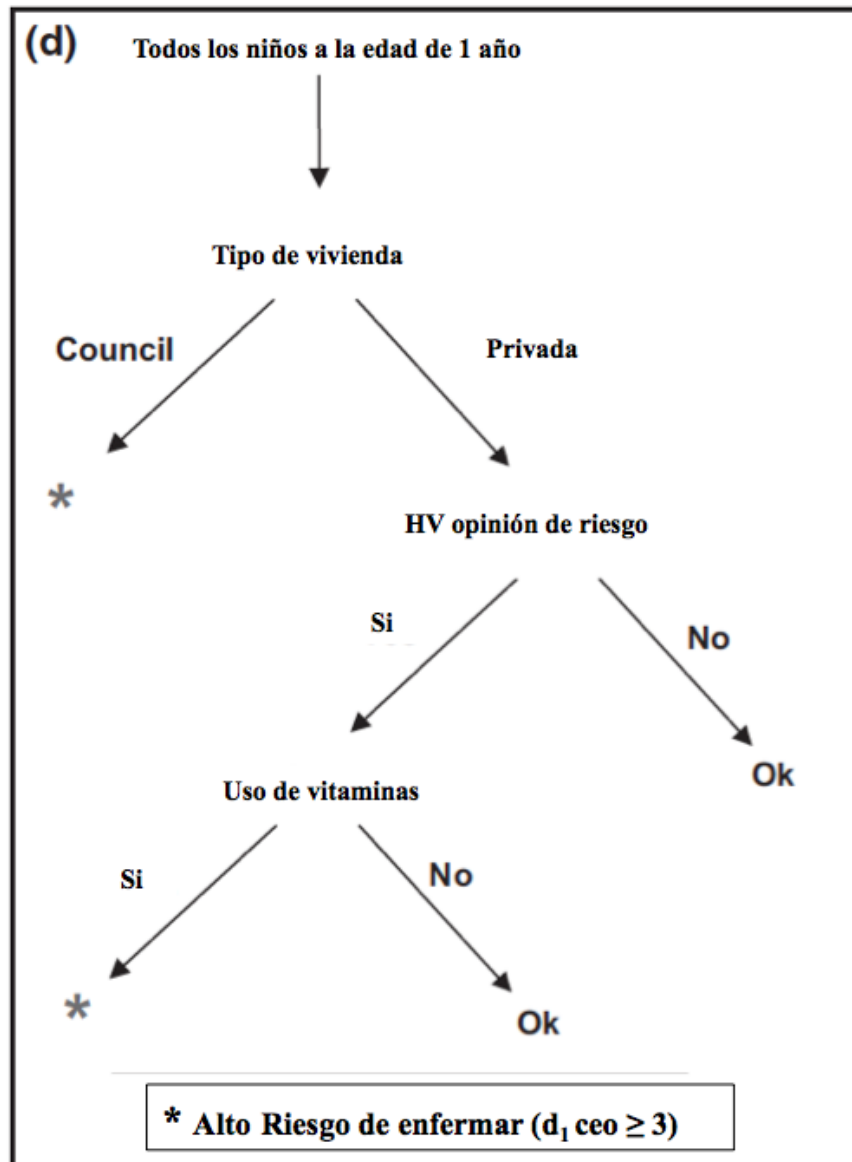 (d) Todos los niños a la edad de 1 año
Tipo de vivienda
Council
Privada
*
HV opinión de riesgo
Si
No
Ok
Uso de vitaminas
Si
No
*
Ok
* Alto Riesgo de enfermar (d₁ ceo ≥ 3)